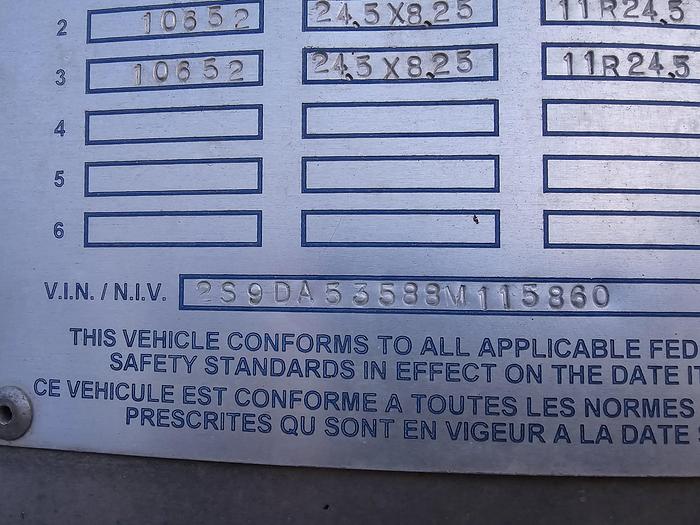 2 10652 24.5X8.25 11R24.5
3 10652 24.5X8.25 11R24.5
4
5
6
V.I.N. / N.I.V. 2S9DA53588M115860
THIS VEHICLE CONFORMS TO ALL APPLICABLE FED
SAFETY STANDARDS IN EFFECT ON THE DATE IT
CE VEHICULE EST CONFORME A TOUTES LES NORMES
PRESCRITES QU SONT EN VIGEUR A LA DATE S